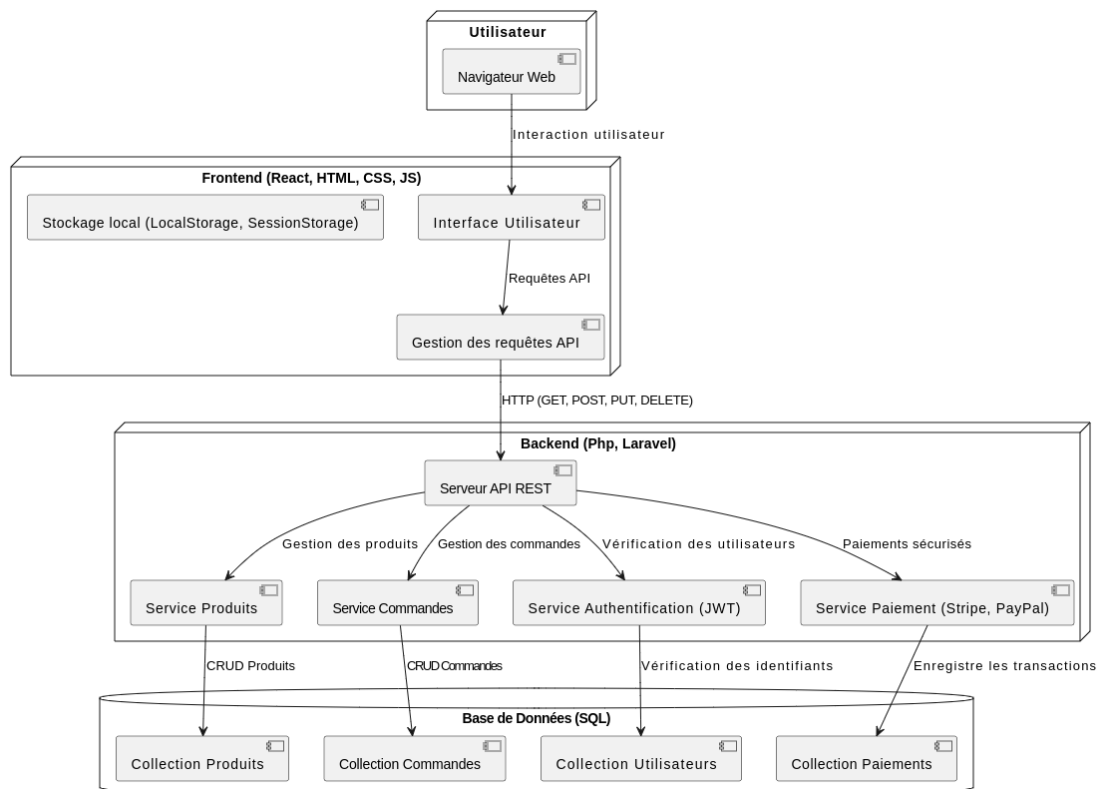 Utilisateur
Navigateur Web
Interaction utilisateur
Frontend (React, HTML, CSS, JS)
Stockage local (LocalStorage, SessionStorage)
Interface Utilisateur
Requêtes API
Gestion des requêtes API
HTTP (GET, POST, PUT, DELETE)
Backend (Php, Laravel)
Serveur API REST
Gestion des produits
Gestion des commandes
Vérification des utilisateurs
Paiements sécurisés
Service Produits
Service Commandes
Service Authentification (JWT)
Service Paiement (Stripe, PayPal)
CRUD Produits
CRUD Commandes
Vérification des identifiants
Enregistre les transactions
Base de Données (SQL)
Collection Produits
Collection Commandes
Collection Utilisateurs
Collection Paiements